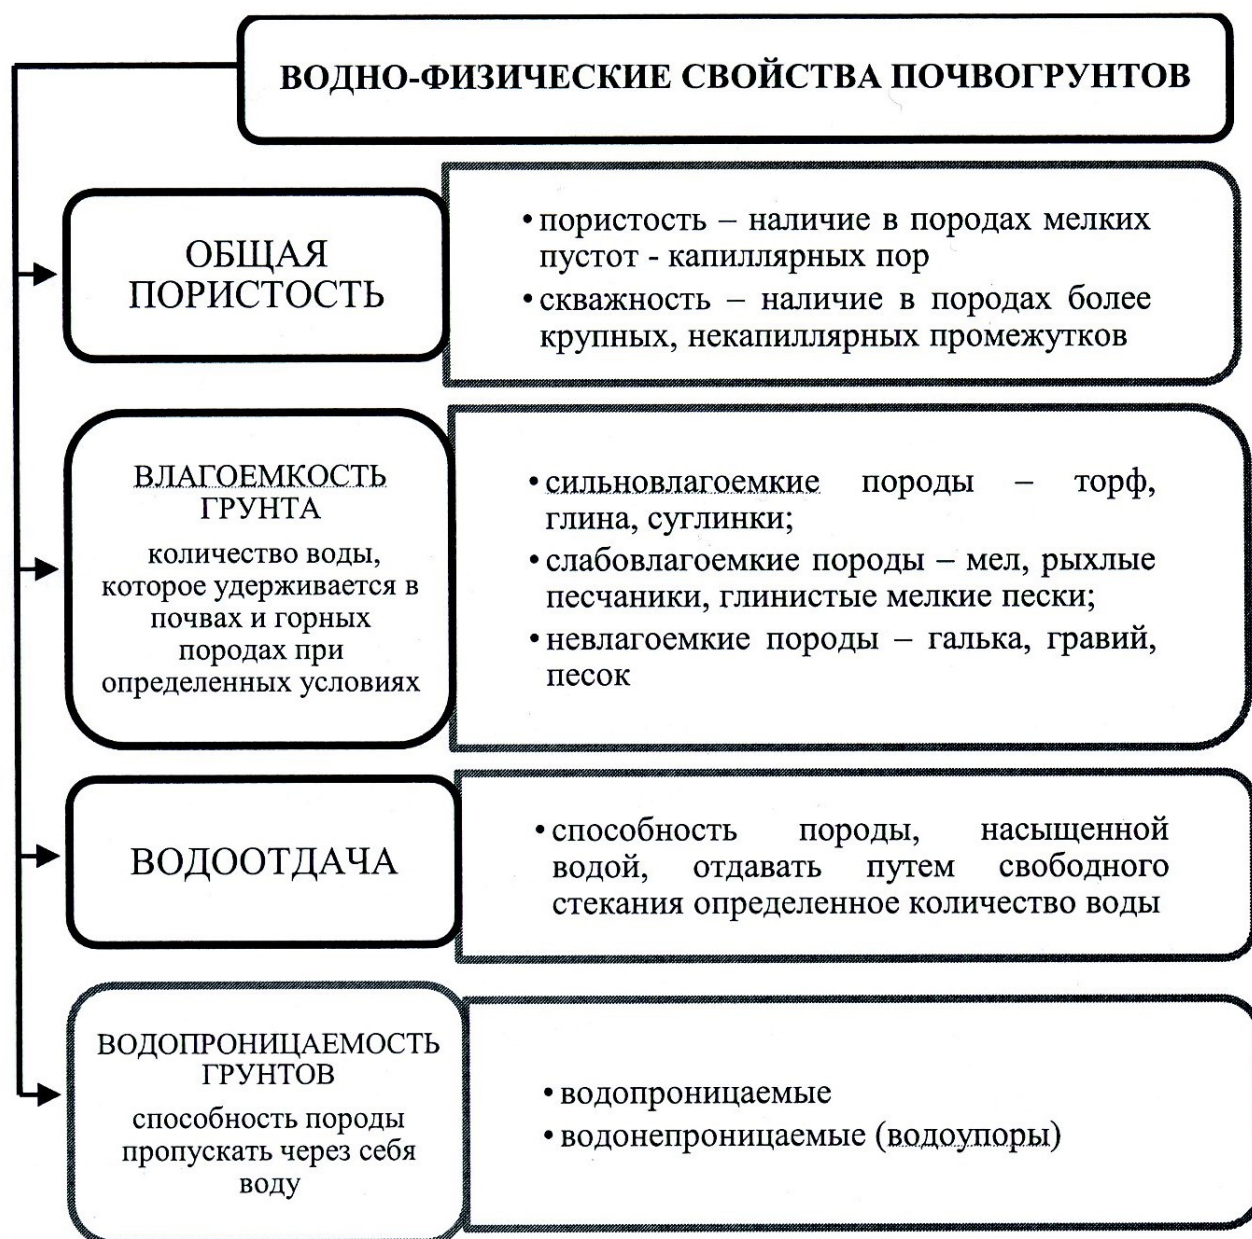 ВОДНО-ФИЗИЧЕСКИЕ СВОЙСТВА ПОЧВОГРУНТОВ
ОБЩАЯ
ПОРИСТОСТЬ
• пористость – наличие в породах мелких
пустот - капиллярных пор
• скважность – наличие в породах более
крупных, некапиллярных промежутков
ВЛАГОЕМКОСТЬ
ГРУНТА
количество воды,
которое удерживается в
почвах и горных
породах при
определенных условиях
• сильновлагоемкие породы – торф,
глина, суглинки;
• слабовлагоемкие породы – мел, рыхлые
песчаники, глинистые мелкие пески;
• невлагоемкие породы – галька, гравий,
песок
ВОДООТДАЧА
• способность породы, насыщенной
водой, отдавать путем свободного
стекания определенное количество воды
ВОДОПРОНИЦАЕМОСТЬ
ГРУНТОВ
способность породы
пропускать через себя
воду
• водопроницаемые
• водонепроницаемые (водоупоры)